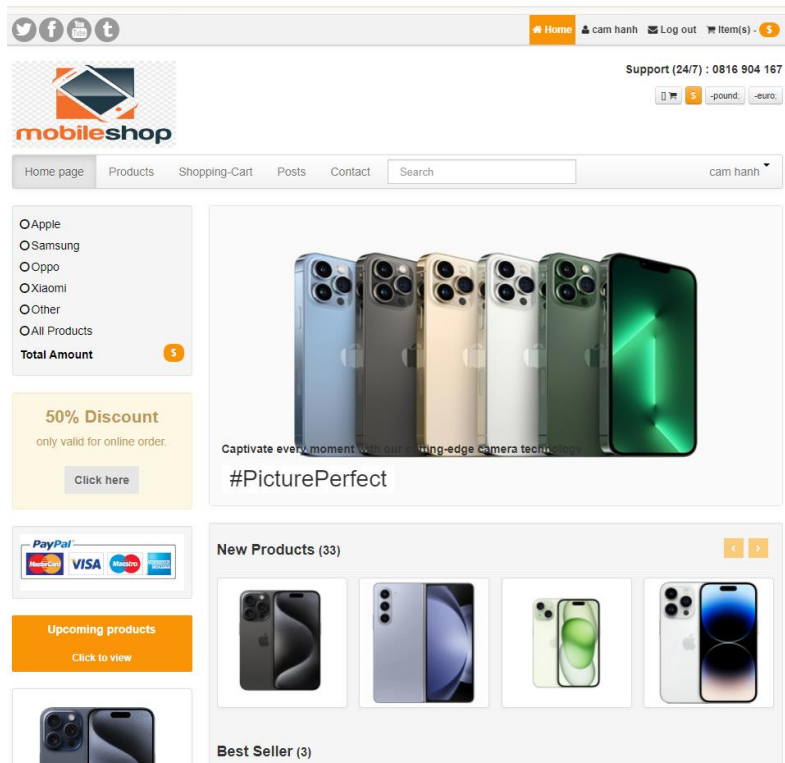 Home cam hanh Log out Item(s) - $
Support (24/7) : 0816 904 167
[] $ -pound; -euro;
mobileshop
Home page Products Shopping-Cart Posts Contact Search cam hanh
Apple
Samsung
Oppo
Xiaomi
Other
All Products
Total Amount $
50% Discount
only valid for online order.
Click here
PayPal
MasterCard VISA Maestro
Upcoming products
Click to view
Captivate every moment with our cutting-edge camera technology
#PicturePerfect
New Products (33)
‹ ›
Best Seller (3)